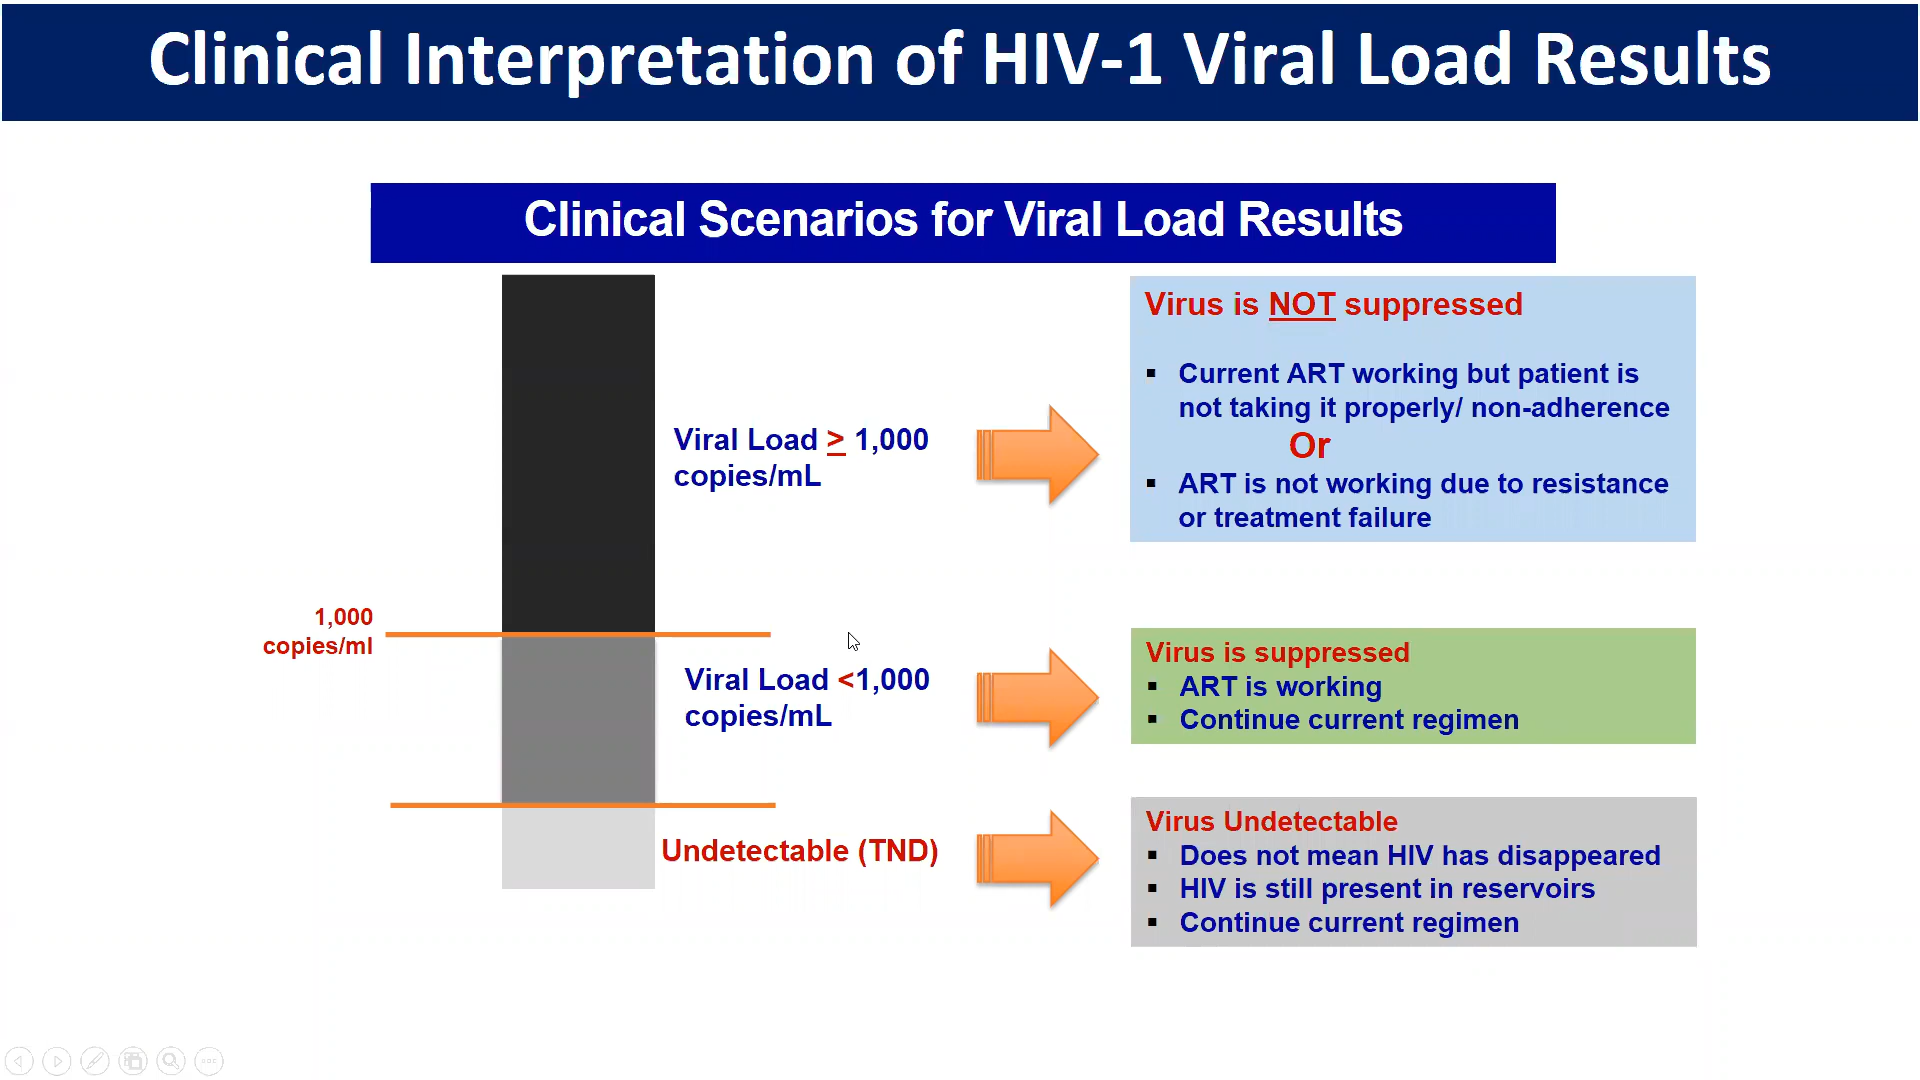 Clinical Interpretation of HIV-1 Viral Load Results
Clinical Scenarios for Viral Load Results
Viral Load ≥ 1,000
copies/mL
Virus is NOT suppressed
▪ Current ART working but patient is
not taking it properly/ non-adherence
Or
▪ ART is not working due to resistance
or treatment failure
1,000
copies/ml
Viral Load <1,000
copies/mL
Virus is suppressed
▪ ART is working
▪ Continue current regimen
Undetectable (TND)
Virus Undetectable
▪ Does not mean HIV has disappeared
▪ HIV is still present in reservoirs
▪ Continue current regimen